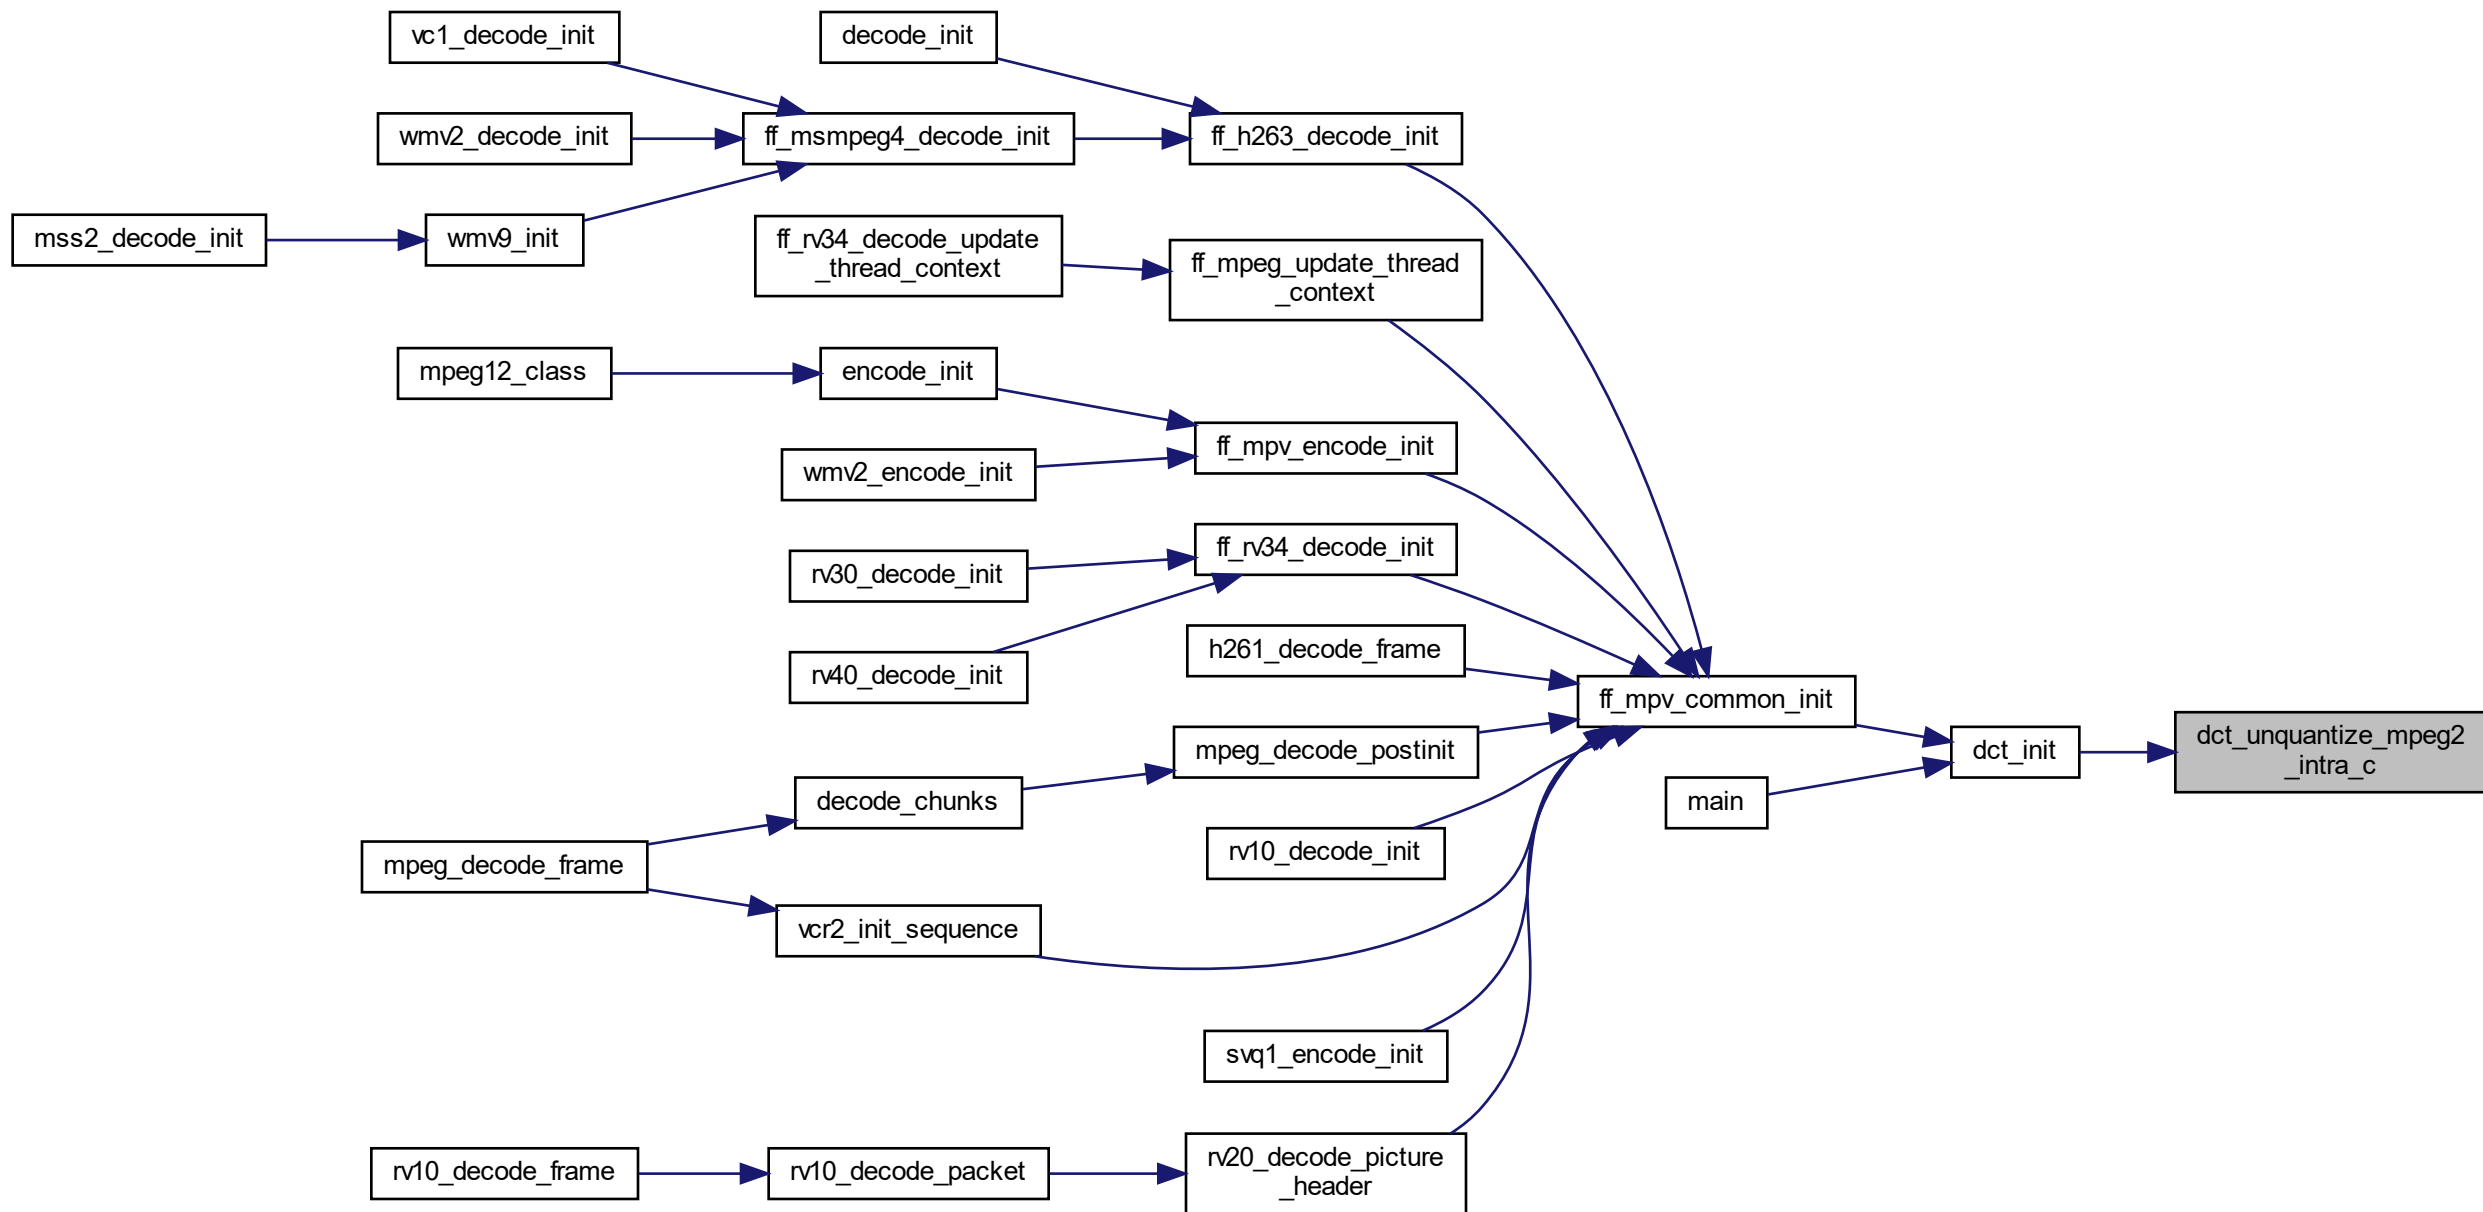 vc1_decode_init
decode_init
wmv2_decode_init
ff_msmpeg4_decode_init
ff_h263_decode_init
mss2_decode_init
wmv9_init
ff_rv34_decode_update
_thread_context
ff_mpeg_update_thread
_context
mpeg12_class
encode_init
ff_mpv_encode_init
wmv2_encode_init
rv30_decode_init
ff_rv34_decode_init
rv40_decode_init
h261_decode_frame
ff_mpv_common_init
mpeg_decode_postinit
dct_init
dct_unquantize_mpeg2
_intra_c
decode_chunks
main
mpeg_decode_frame
rv10_decode_init
vcr2_init_sequence
svq1_encode_init
rv10_decode_frame
rv10_decode_packet
rv20_decode_picture
_header